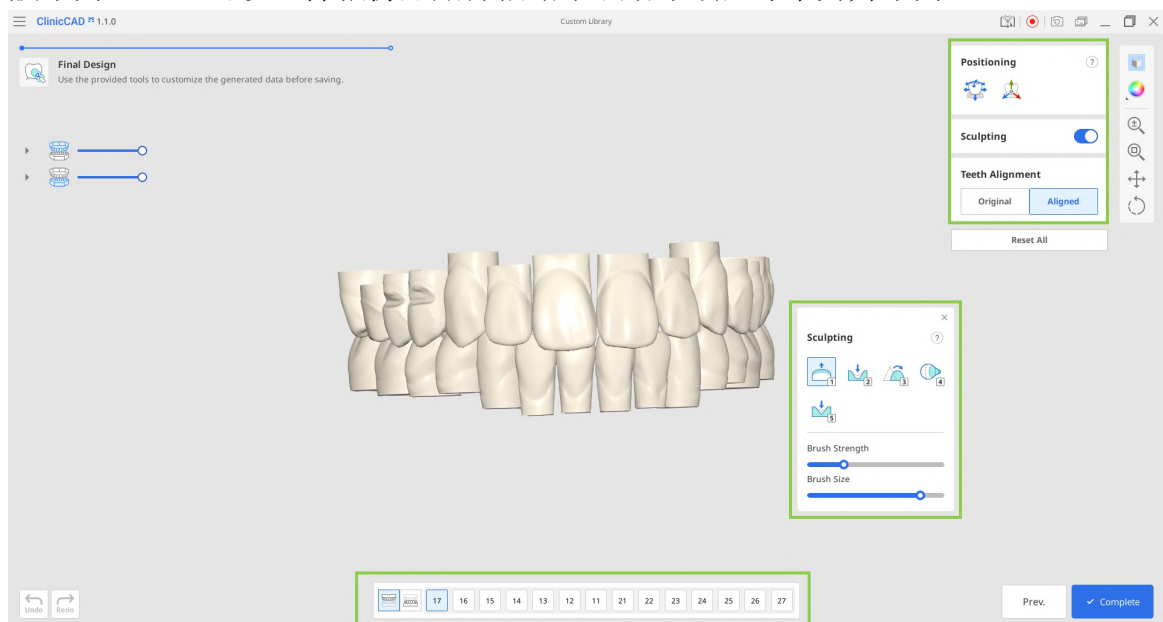 ClinicCAD 1.1.0
Custom Library
Final Design
Use the provided tools to customize the generated data before saving.
Positioning
?
Sculpting
Teeth Alignment
Original Aligned
Reset All
Sculpting
?
1 2 3 4
5
Brush Strength
Brush Size
Undo Redo
17 16 15 14 13 12 11 21 22 23 24 25 26 27
Prev. Complete